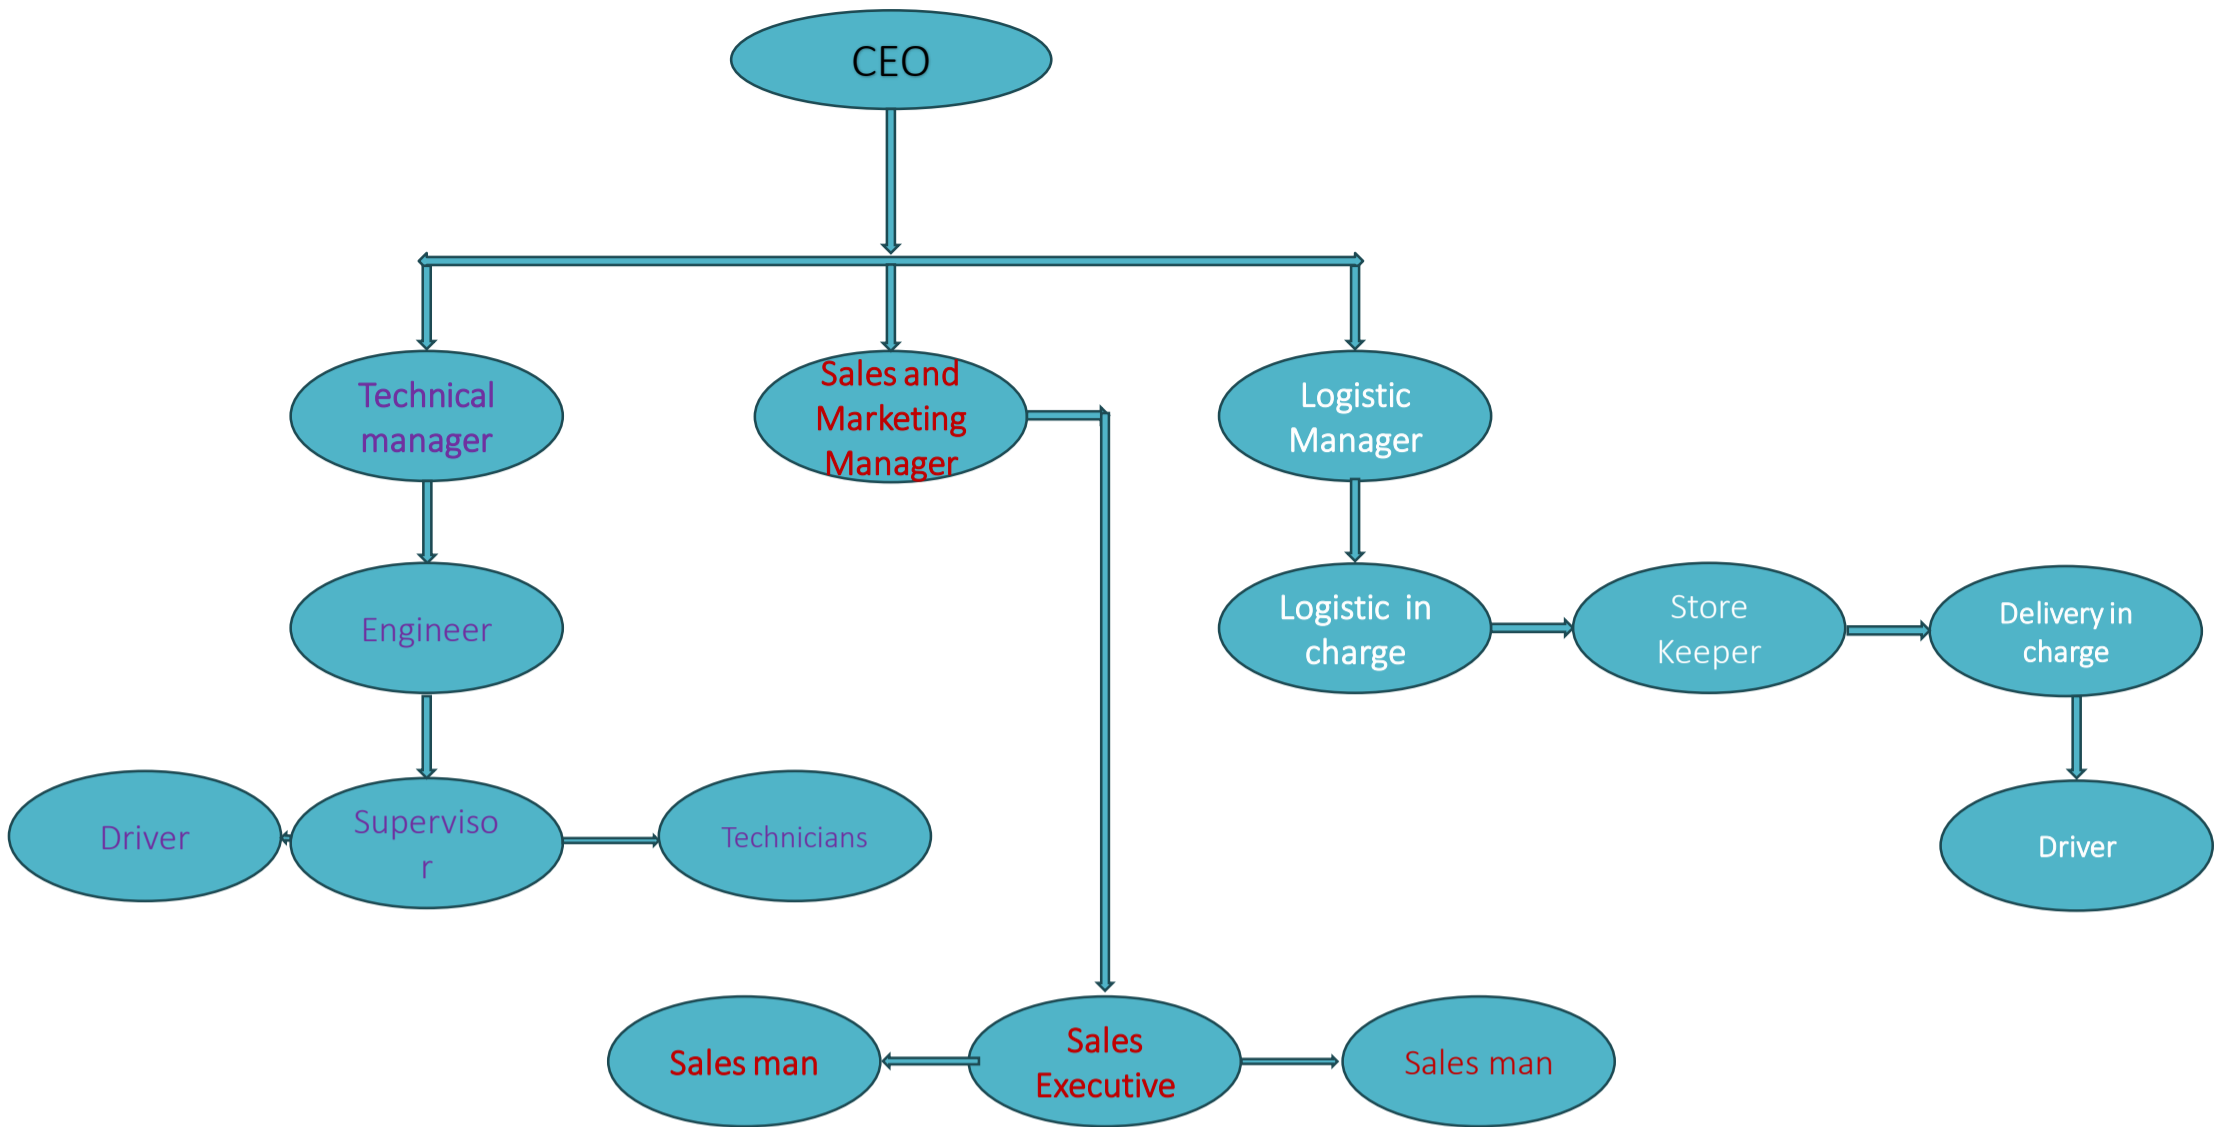 CEO
Technical
manager
Sales and
Marketing
Manager
Logistic
Manager
Engineer
Logistic in
charge
Store
Keeper
Delivery in
charge
Driver
Superviso
r
Technicians
Driver
Sales man
Sales
Executive
Sales man